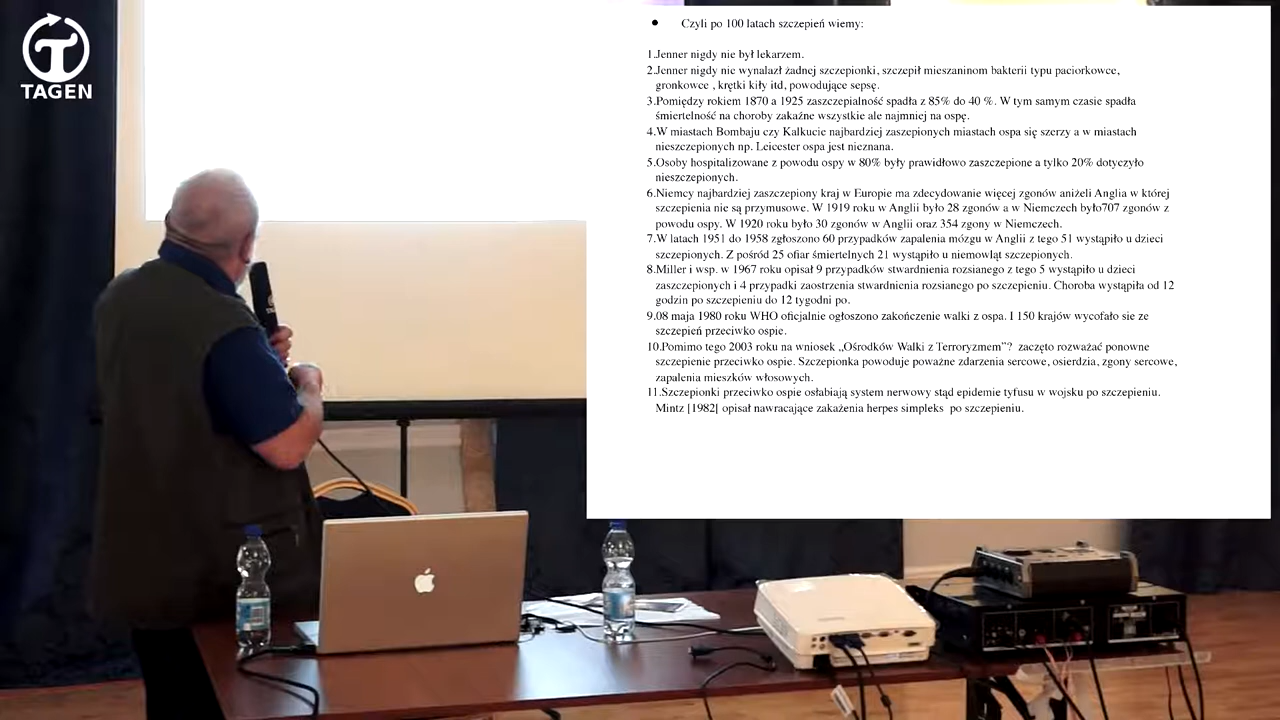 TAGEN
• Czyli po 100 latach szczepień wiemy:
1.Jenner nigdy nie był lekarzem.
2.Jenner nigdy nie wynalazł żadnej szczepionki, szczepił mieszaninom bakterii typu paciorkowce,
gronkowce , krętki kiły itd, powodujące sepsę.
3.Pomiędzy rokiem 1870 a 1925 zaszczepialność spadła z 85% do 40 %. W tym samym czasie spadła
śmiertelność na choroby zakaźne wszystkie ale najmniej na ospę.
4.W miastach Bombaju czy Kalkucie najbardziej zaszepionych miastach ospa się szerzy a w miastach
nieszczepionych np. Leicester ospa jest nieznana.
5.Osoby hospitalizowane z powodu ospy w 80% były prawidłowo zaszczepione a tylko 20% dotyczyło
nieszczepionych.
6.Niemcy najbardziej zaszczepiony kraj w Europie ma zdecydowanie więcej zgonów aniżeli Anglia w której
szczepienia nie są przymusowe. W 1919 roku w Anglii było 28 zgonów a w Niemczech było707 zgonów z
powodu ospy. W 1920 roku było 30 zgonów w Anglii oraz 354 zgony w Niemczech.
7.W latach 1951 do 1958 zgłoszono 60 przypadków zapalenia mózgu w Anglii z tego 51 wystąpiło u dzieci
szczepionych. Z pośród 25 ofiar śmiertelnych 21 wystąpiło u niemowląt szczepionych.
8.Miller i wsp. w 1967 roku opisał 9 przypadków stwardnienia rozsianego z tego 5 wystąpiło u dzieci
zaszczepionych i 4 przypadki zaostrzenia stwardnienia rozsianego po szczepieniu. Choroba wystąpiła od 12
godzin po szczepieniu do 12 tygodni po.
9.08 maja 1980 roku WHO oficjalnie ogłoszono zakończenie walki z ospa. I 150 krajów wycofało sie ze
szczepień przeciwko ospie.
10.Pomimo tego 2003 roku na wniosek „Ośrodków Walki z Terroryzmem”? zaczęto rozważać ponowne
szczepienie przeciwko ospie. Szczepionka powoduje poważne zdarzenia sercowe, osierdzia, zgony sercowe,
zapalenia mieszków włosowych.
11.Szczepionki przeciwko ospie osłabiają system nerwowy stąd epidemie tyfusu w wojsku po szczepieniu.
Mintz [1982] opisał nawracające zakażenia herpes simpleks po szczepieniu.